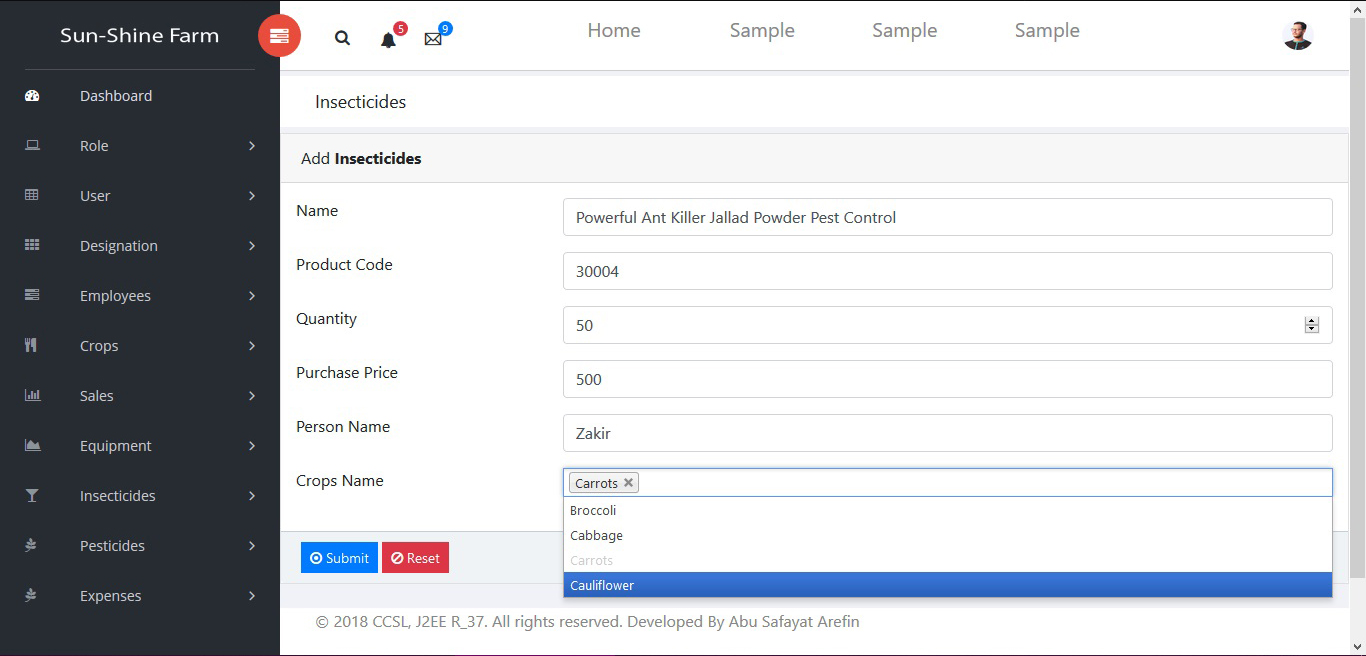 Sun-Shine Farm
5
9
Home
Sample
Sample
Sample
Dashboard
Role
User
Designation
Employees
Crops
Sales
Equipment
Insecticides
Pesticides
Expenses
Insecticides
Add Insecticides
Name
Powerful Ant Killer Jallad Powder Pest Control
Product Code
30004
Quantity
50
Purchase Price
500
Person Name
Zakir
Crops Name
Carrots
Broccoli
Cabbage
Carrots
Cauliflower
Submit
Reset
© 2018 CCSL, J2EE R_37. All rights reserved. Developed By Abu Safayat Arefin